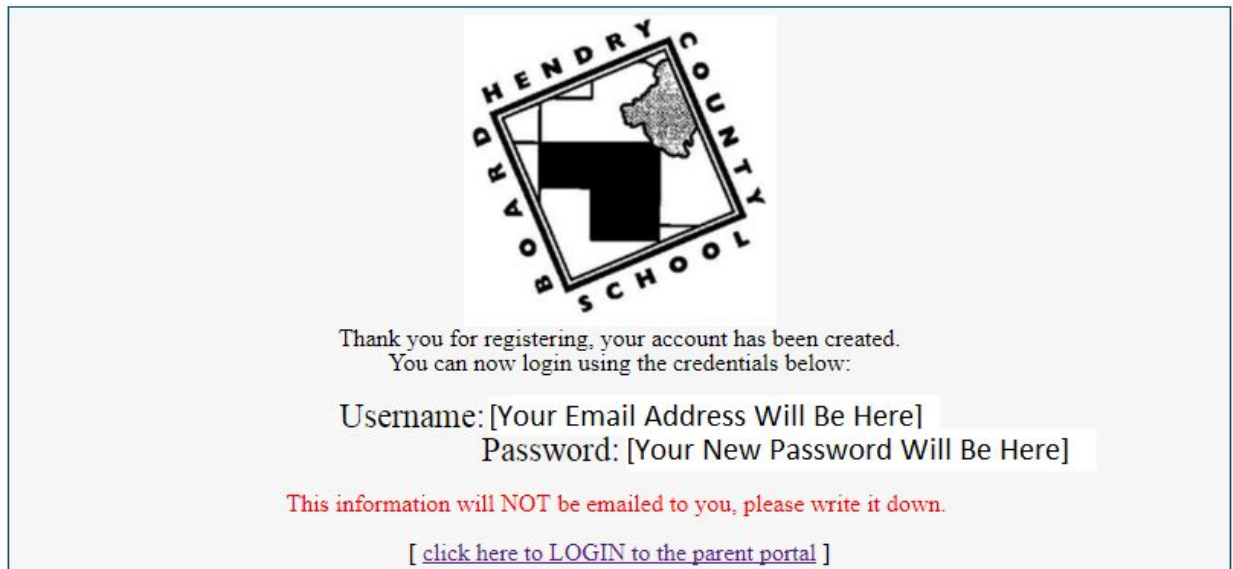 HENDRY COUNTY
SCHOOL BOARD
Thank you for registering, your account has been created.
You can now login using the credentials below:
Username: [Your Email Address Will Be Here]
Password: [Your New Password Will Be Here]
This information will NOT be emailed to you, please write it down.
[ click here to LOGIN to the parent portal ]